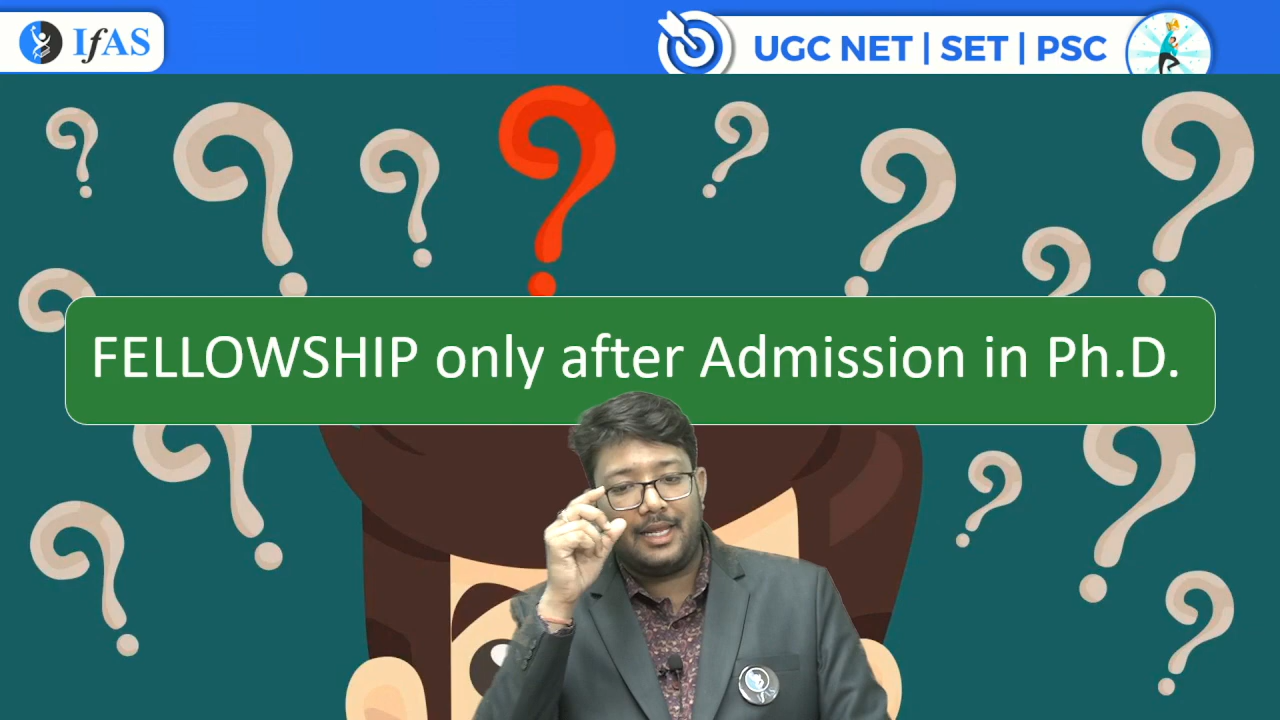 IfAS
UGC NET | SET | PSC
FELLOWSHIP only after Admission in Ph.D.